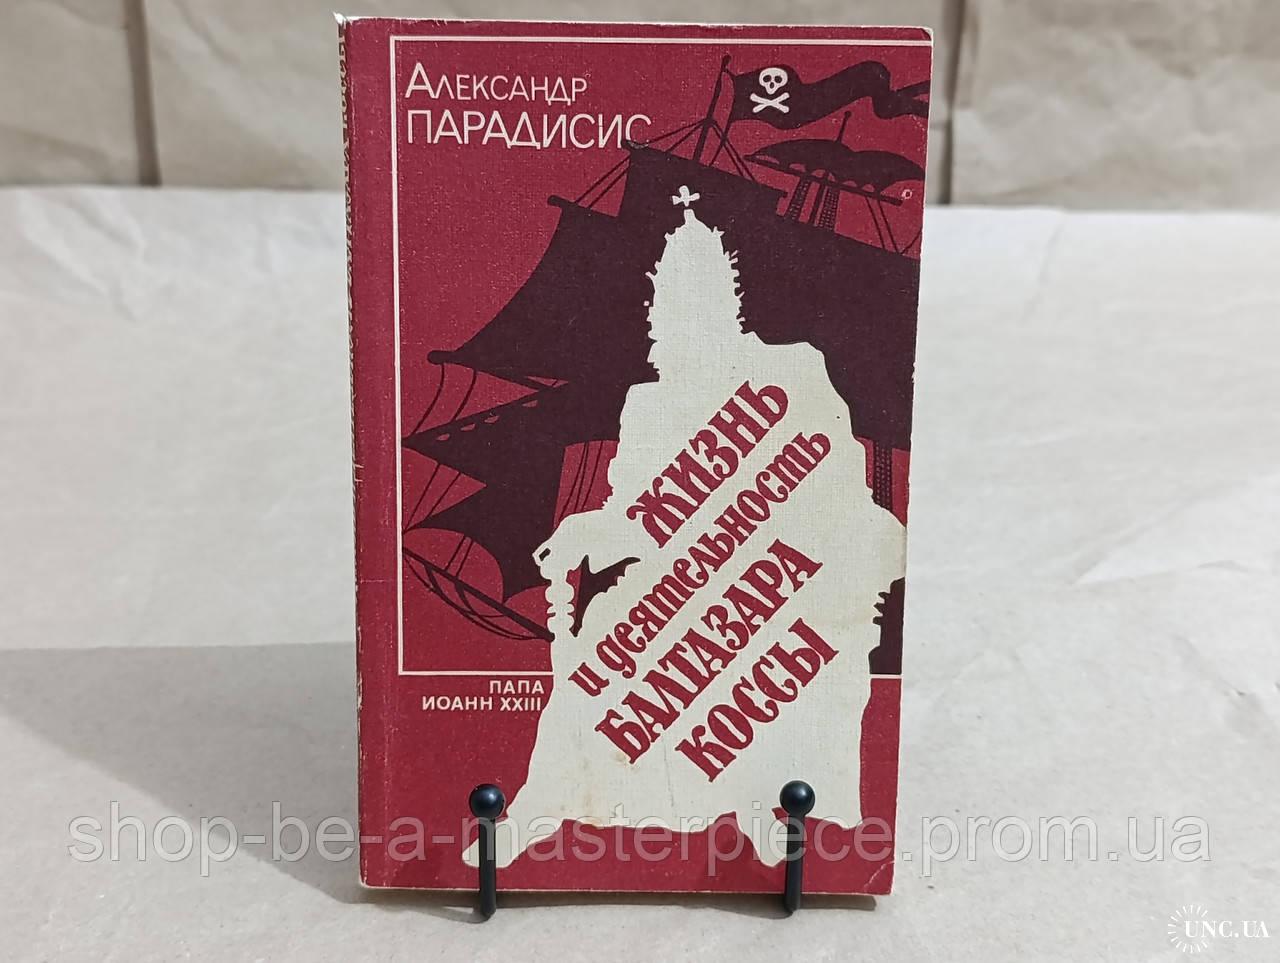 АЛЕКСАНДР
ПАРАДИСИС
ЖИЗНЬ
и деятельность
БАЛТАЗАРА
КОССЫ
ПАПА
ИОАНН XXIII
shop-be-a-masterpiece.prom.ua
UNC.UA